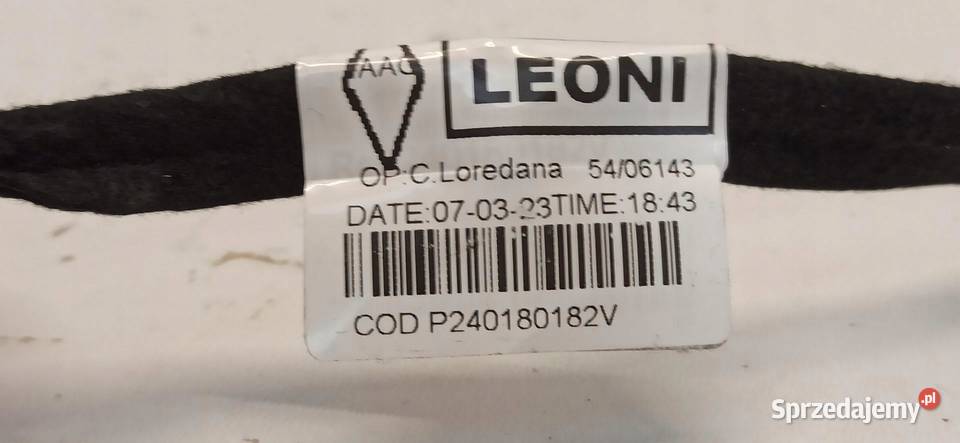 LEONI
OP:C.Loredana 54/06143
DATE:07-03-23TIME:18:43
COD P240180182V
Sprzedajemy.pl